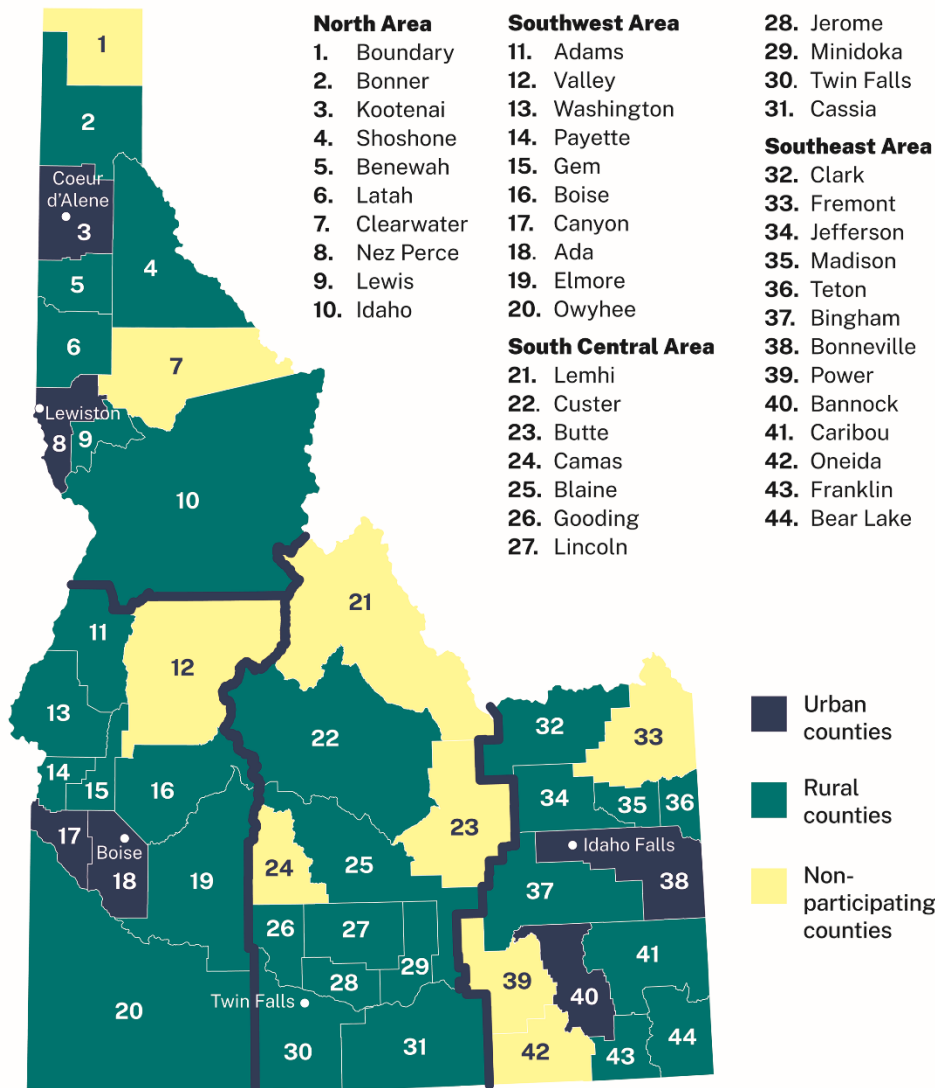 North Area
1. Boundary
2. Bonner
3. Kootenai
4. Shoshone
5. Benewah
6. Latah
7. Clearwater
8. Nez Perce
9. Lewis
10. Idaho
Southwest Area
11. Adams
12. Valley
13. Washington
14. Payette
15. Gem
16. Boise
17. Canyon
18. Ada
19. Elmore
20. Owyhee
South Central Area
21. Lemhi
22. Custer
23. Butte
24. Camas
25. Blaine
26. Gooding
27. Lincoln
28. Jerome
29. Minidoka
30. Twin Falls
31. Cassia
Southeast Area
32. Clark
33. Fremont
34. Jefferson
35. Madison
36. Teton
37. Bingham
38. Bonneville
39. Power
40. Bannock
41. Caribou
42. Oneida
43. Franklin
44. Bear Lake
1
2
Coeur
d'Alene
3
4
5
6
7
Lewiston
8
9
10
11
12
21
13
22
32
33
14
15
16
34
35
36
17
Boise
18
19
24
25
23
Idaho Falls
38
37
26
27
28
29
41
39
40
Twin Falls
20
30
31
42
43
44
Urban
counties
Rural
counties
Non-
participating
counties